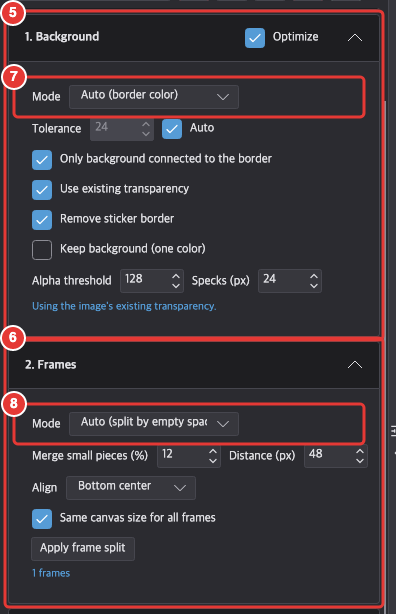 5
1. Background
Optimize
7
Mode
Auto (border color)
Tolerance
24
Auto
Only background connected to the border
Use existing transparency
Remove sticker border
Keep background (one color)
Alpha threshold
128
Specks (px)
24
Using the image's existing transparency.
6
2. Frames
8
Mode
Auto (split by empty spac
Merge small pieces (%)
12
Distance (px)
48
Align
Bottom center
Same canvas size for all frames
Apply frame split
1 frames